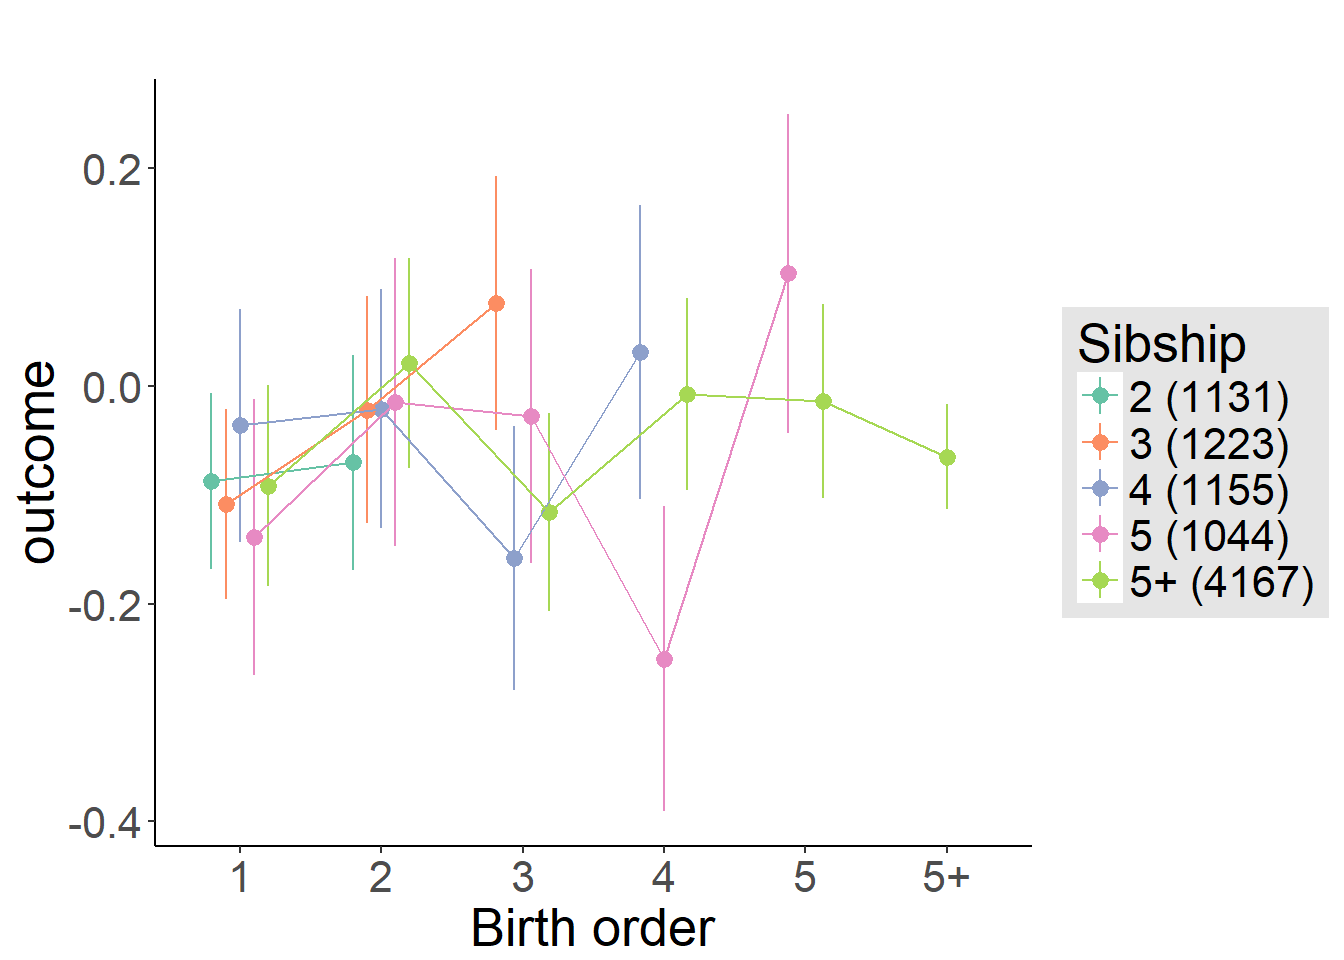 0.2
0.0
-0.2
-0.4
outcome
1 2 3 4 5 5+
Birth order
Sibship
2 (1131)
3 (1223)
4 (1155)
5 (1044)
5+ (4167)